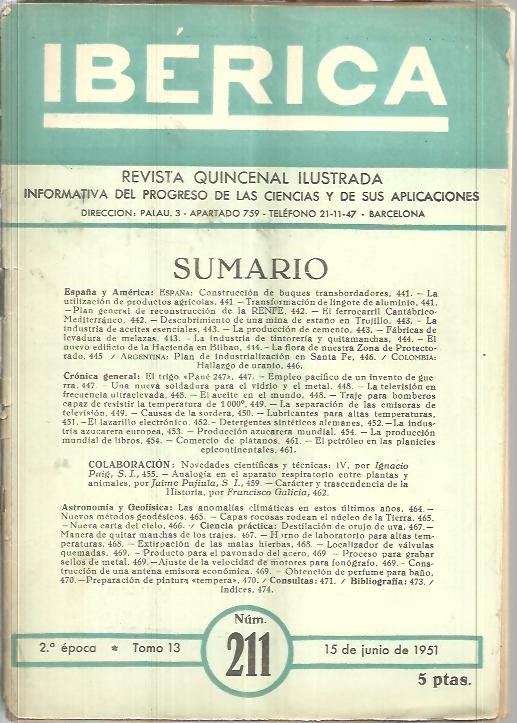 IBÉRICA
REVISTA QUINCENAL ILUSTRADA
INFORMATIVA DEL PROGRESO DE LAS CIENCIAS Y DE SUS APLICACIONES
DIRECCION: PALAU. 3 - APARTADO 759 - TELÉFONO 21-11-47 - BARCELONA
SUMARIO
España y América: ESPAÑA: Construcción de buques transbordadores, 441. — La
utilización de productos agrícolas, 441 — Transformación de lingote de aluminio, 441.
—Plan general de reconstrucción de la RENFE, 442. — El ferrocarril Cantábrico-
Mediterráneo, 442. — Descubrimiento de una mina de estaño en Trujillo. 443. — La
industria de aceites esenciales, 443. — La producción de cemento, 443. — Fábricas de
levadura de melazas. 443. - La industria de tintorería y quitamanchas, 444. — El
nuevo edificio de la Hacienda en Bilbao, 444. - La flora de nuestra Zona de Protecto-
rado, 445 / ARGENTINA: Plan de industrialización en Santa Fe, 446. / COLOMBIA:
Hallazgo de uranio, 446.
Crónica general: El trigo «Pané 247», 447. — Empleo pacífico de un invento de gue-
rra, 447. - Una nueva soldadura para el vidrio y el metal, 448. — La televisión en
frecuencia ultraelevada, 448. — El aceite en el mundo, 448. — Traje para bomberos
capaz de resistir la temperatura de 1 000°, 449. — La separación de las emisoras de
televisión, 449. — Causas de la sordera, 450. — Lubricantes para altas temperaturas,
451. — El lazarillo electrónico. 452. — Detergentes sintéticos alemanes, 452. — La indus-
tria azucarera europea, 453. — Producción azucarera mundial, 454. — La producción
mundial de libros, 454. — Comercio de plátanos, 461. — El petróleo en las planicies
epicontinentales, 461.
COLABORACIÓN: Novedades científicas y técnicas: IV, por Ignacio
Puig, S. I., 455. — Analogía en el aparato respiratorio entre plantas y
animales, por Jaime Pujiula, S I., 459. — Carácter y trascendencia de la
Historia, por Francisco Galicia, 462.
Astronomía y Geofísica: Las anomalías climáticas en estos últimos años, 464.—
Nuevos métodos geodésicos, 465. — Capas rocosas rodean el núcleo de la Tierra, 465.
—Nueva carta del cielo, 466. / Ciencia práctica: Destilación de orujo de uva, 467.—
Manera de quitar manchas de los trajes, 467. — H rno de laboratorio para altas tem-
peraturas, 468. — Extirpación de las malas hierbas, 468. — Localizador de válvulas
quemadas, 469. - Producto para el pavonado del acero, 469 — Proceso para grabar
sellos de metal, 469. —Ajuste de la velocidad de motores para fonógrafo, 469. - Cons-
trucción de una antena emisora económica, 469. - Obtención de perfume para baño,
470. —Preparación de pintura «tempera», 470. / Consultas: 471. / Bibliografía: 473. /
Indices, 474.
2.ª época * Tomo 13
Núm.
211
15 de junio de 1951
5 ptas.